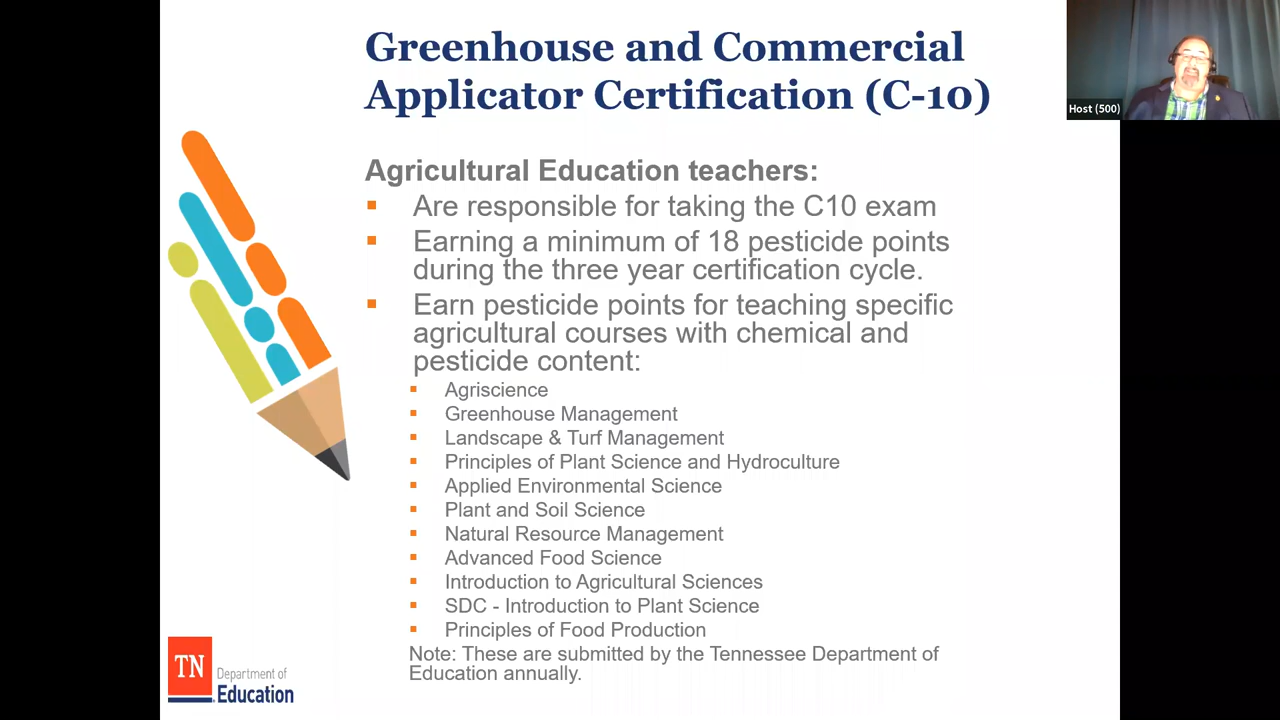 Greenhouse and Commercial
Applicator Certification (C-10)
Host (500)
Agricultural Education teachers:
▪ Are responsible for taking the C10 exam
▪ Earning a minimum of 18 pesticide points
during the three year certification cycle.
▪ Earn pesticide points for teaching specific
agricultural courses with chemical and
pesticide content:
▪ Agriscience
▪ Greenhouse Management
▪ Landscape & Turf Management
▪ Principles of Plant Science and Hydroculture
▪ Applied Environmental Science
▪ Plant and Soil Science
▪ Natural Resource Management
▪ Advanced Food Science
▪ Introduction to Agricultural Sciences
▪ SDC - Introduction to Plant Science
▪ Principles of Food Production
Note: These are submitted by the Tennessee Department of
Education annually.
TN
Department of
Education